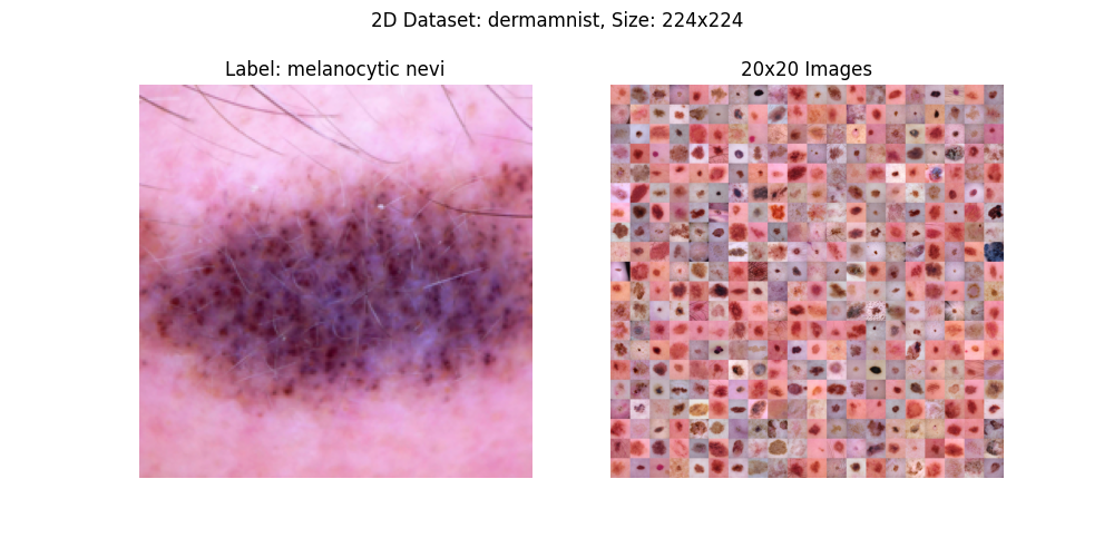 2D Dataset: dermamnist, Size: 224x224
Label: melanocytic nevi
20x20 Images